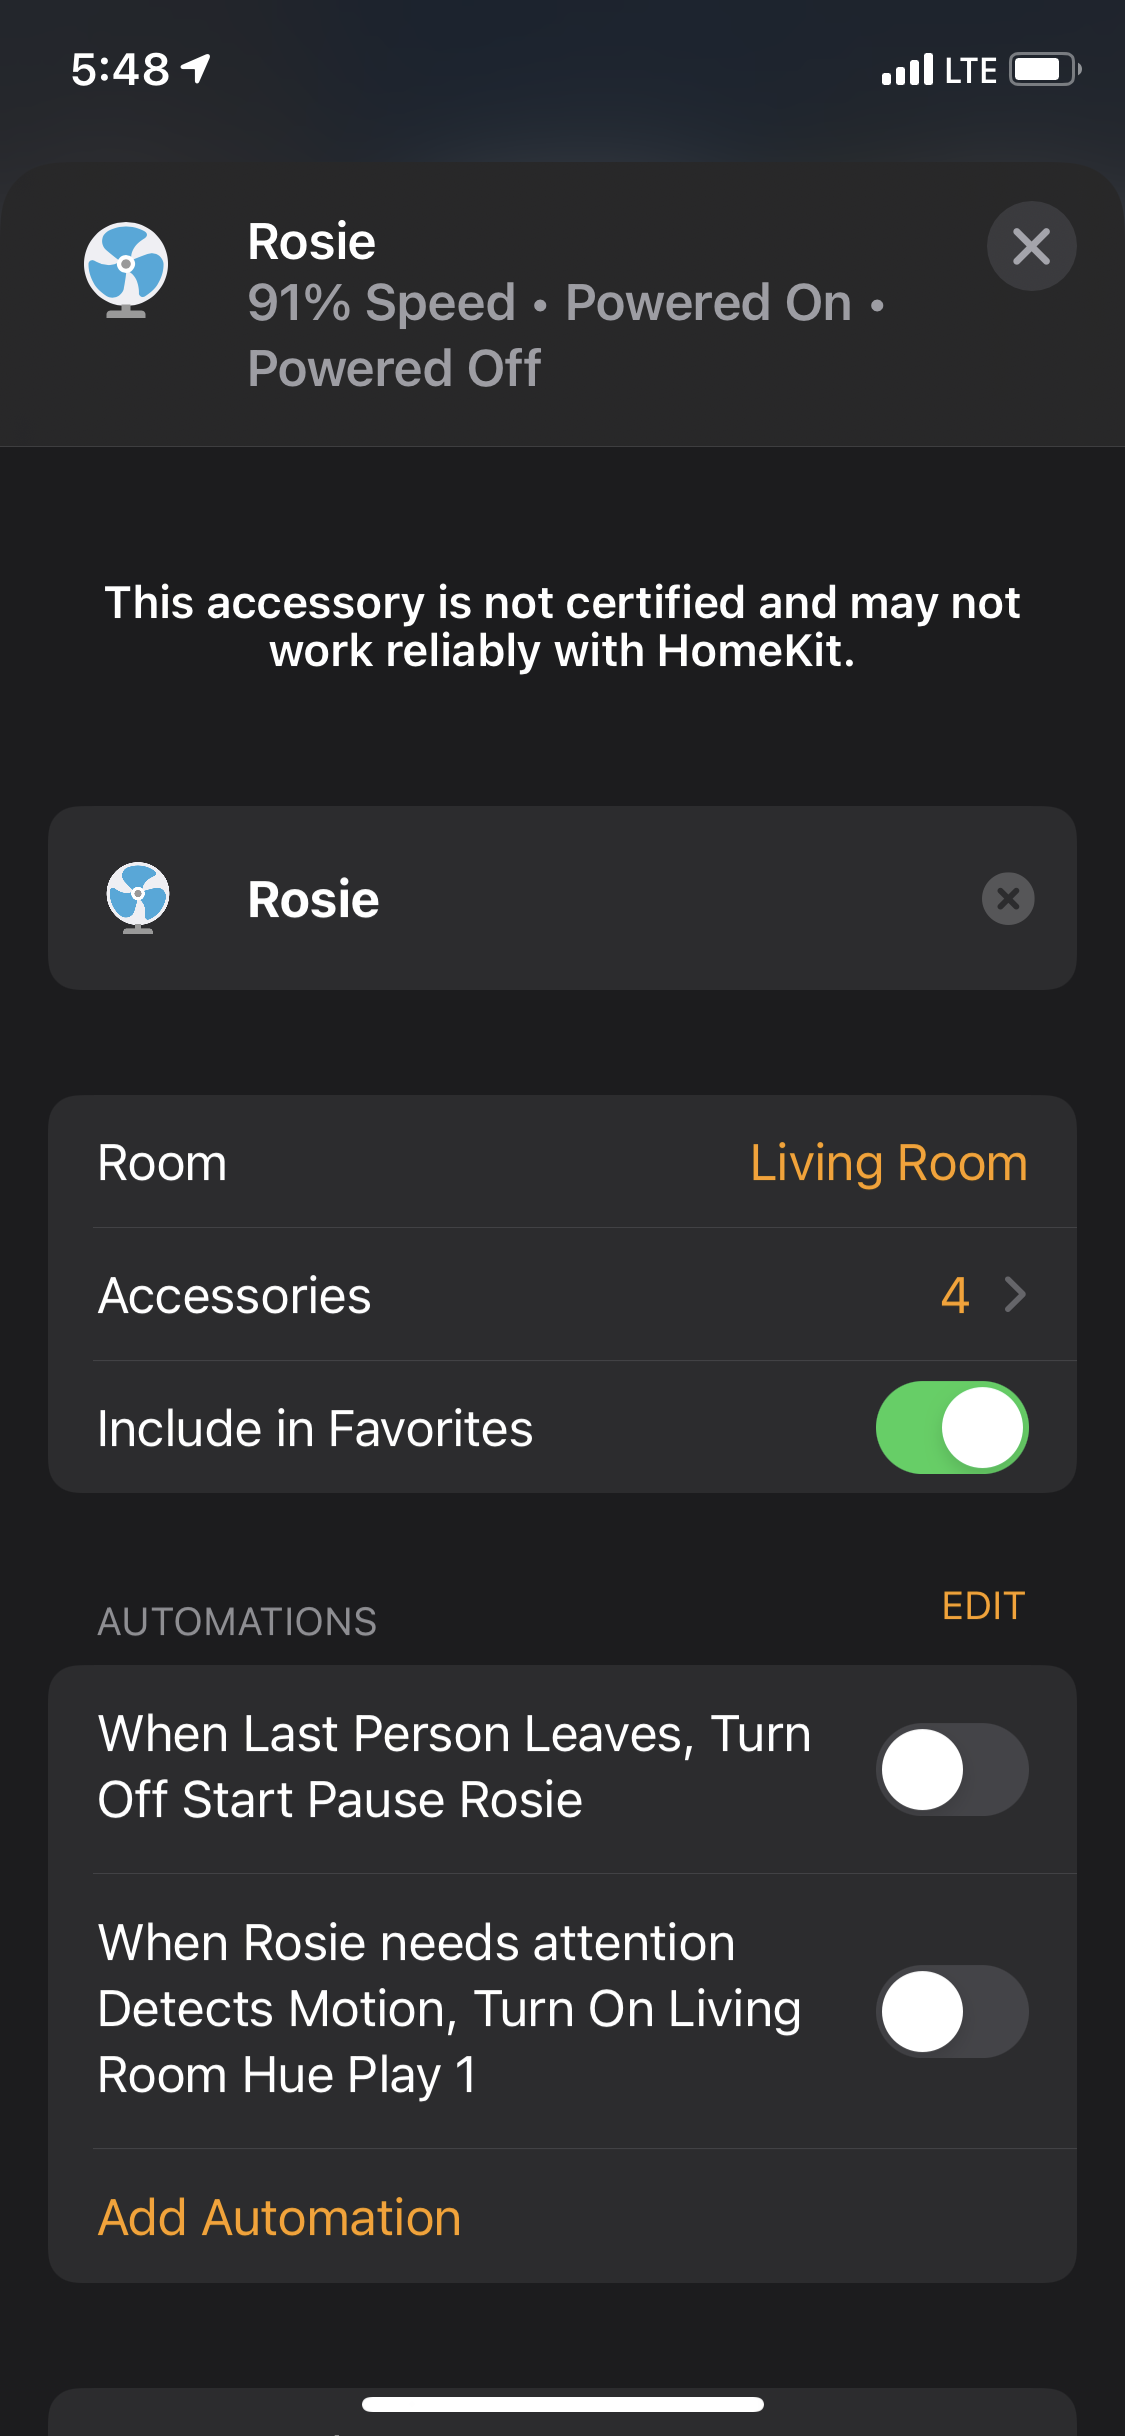 5:48
LTE
Rosie
91% Speed • Powered On •
Powered Off
This accessory is not certified and may not
work reliably with HomeKit.
Rosie
Room
Living Room
Accessories
4
Include in Favorites
AUTOMATIONS
EDIT
When Last Person Leaves, Turn
Off Start Pause Rosie
When Rosie needs attention
Detects Motion, Turn On Living
Room Hue Play 1
Add Automation